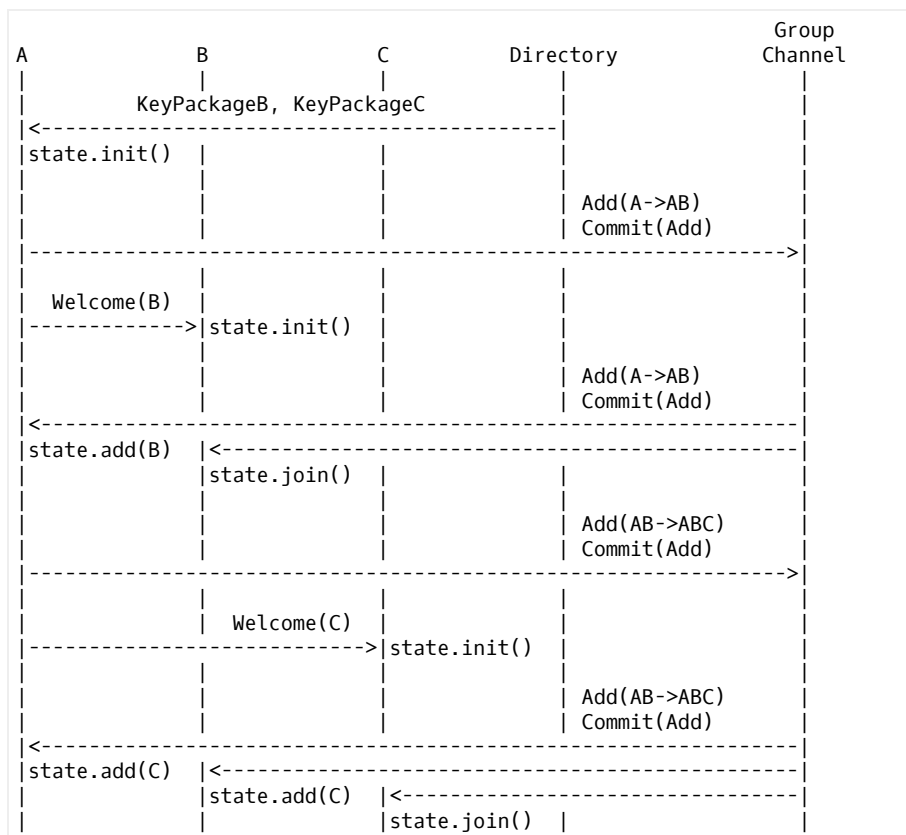 Group
A              B              C          Directory            Channel
|              |              |              |                   |
|         KeyPackageB, KeyPackageC           |                   |
|<-------------------------------------------|                   |
|state.init()  |              |              |                   |
|              |              |              |                   |
|              |              |              | Add(A->AB)        |
|              |              |              | Commit(Add)       |
|--------------------------------------------------------------->|
|              |              |              |                   |
|  Welcome(B)  |              |              |                   |
|------------->|state.init()  |              |                   |
|              |              |              |                   |
|              |              |              | Add(A->AB)        |
|              |              |              | Commit(Add)       |
|<---------------------------------------------------------------|
|state.add(B)  |<------------------------------------------------|
|              |state.join()  |              |                   |
|              |              |              |                   |
|              |              |              | Add(AB->ABC)      |
|              |              |              | Commit(Add)       |
|--------------------------------------------------------------->|
|              |              |              |                   |
|              |  Welcome(C)  |              |                   |
|---------------------------->|state.init()  |                   |
|              |              |              |                   |
|              |              |              | Add(AB->ABC)      |
|              |              |              | Commit(Add)       |
|<---------------------------------------------------------------|
|state.add(C)  |<------------------------------------------------|
|              |state.add(C)  |<---------------------------------|
|              |              |state.join()  |                   |